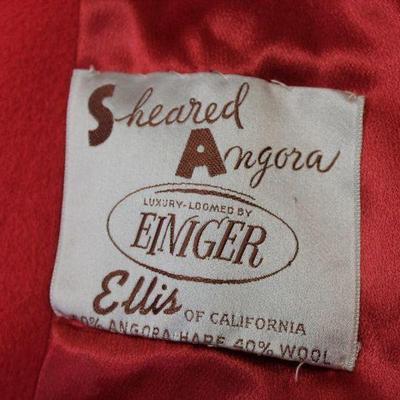 Sheared
Angora
LUXURY-LOOMED BY
EINIGER
Ellis OF CALIFORNIA
ANGORA HARE 40% WOOL